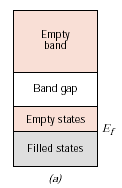 Empty
band
Band gap
Empty states
E_f
Filled states
(a)